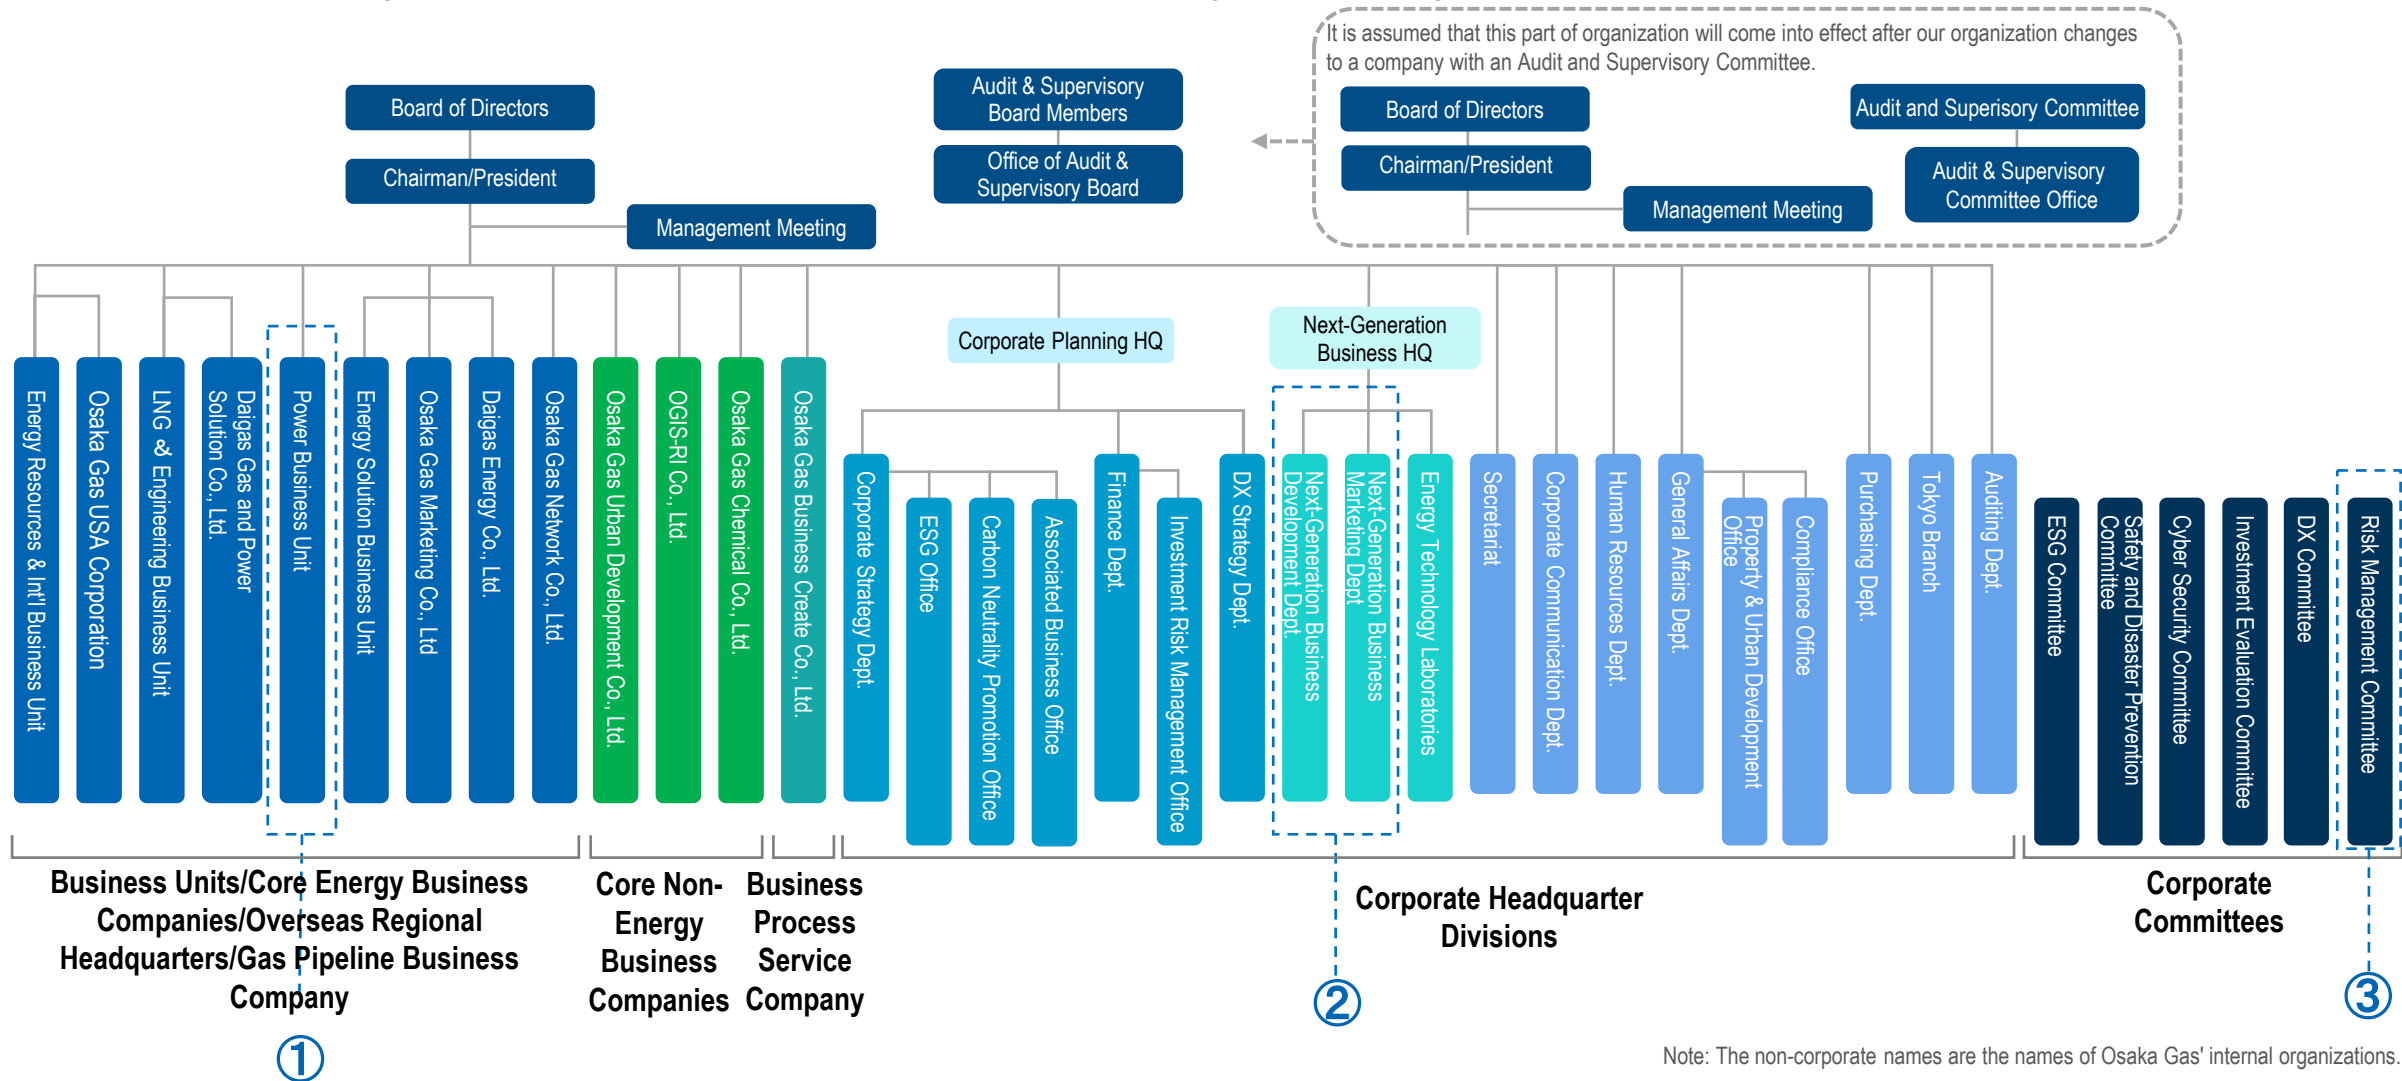 It is assumed that this part of organization will come into effect after our organization changes
to a company with an Audit and Supervisory Committee.
Board of Directors
Chairman/President
Management Meeting
Audit & Supervisory
Board Members
Office of Audit &
Supervisory Board
Board of Directors
Chairman/President
Management Meeting
Audit and Superisory Committee
Audit & Supervisory
Committee Office
Corporate Planning HQ
Next-Generation
Business HQ
Energy Resources & Int'l Business Unit
Osaka Gas USA Corporation
LNG & Engineering Business Unit
Daigas Gas and Power
Solution Co., Ltd.
Power Business Unit
Energy Solution Business Unit
Osaka Gas Marketing Co., Ltd
Daigas Energy Co., Ltd.
Osaka Gas Network Co., Ltd.
Osaka Gas Urban Development Co., Ltd.
OGIS-RI Co., Ltd.
Osaka Gas Chemical Co., Ltd.
Osaka Gas Business Create Co., Ltd.
Corporate Strategy Dept.
ESG Office
Carbon Neutrality Promotion Office
Associated Business Office
Finance Dept.
Investment Risk Management Office
DX Strategy Dept.
Next-Generation Business
Development Dept.
Next-Generation Business
Marketing Dept
Energy Technology Laboratories
Secretariat
Corporate Communication Dept.
Human Resources Dept.
General Affairs Dept.
Property & Urban Development
Office
Compliance Office
Purchasing Dept.
Tokyo Branch
Auditing Dept.
ESG Committee
Safety and Disaster Prevention
Committee
Cyber Security Committee
Investment Evaluation Committee
DX Committee
Risk Management Committee
Business Units/Core Energy Business
Companies/Overseas Regional
Headquarters/Gas Pipeline Business
Company
Core Non-
Energy
Business
Companies
Business
Process
Service
Company
Corporate Headquarter
Divisions
Corporate
Committees
①
②
③
Note: The non-corporate names are the names of Osaka Gas' internal organizations.